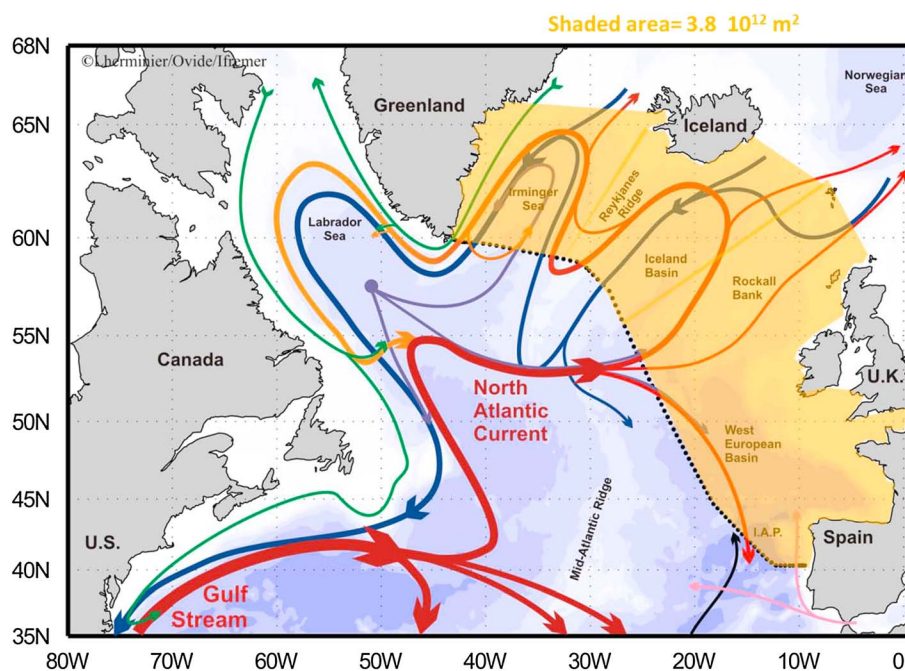 Shaded area= 3.8 10¹² m²
68N
©Lherminier/Ovide/Ifremer
Norwegian
Sea
Greenland
65N
Iceland
Irminger
Sea
Reykjanes
Ridge
Labrador
Sea
60N
Iceland
Basin
Rockall
Bank
55N
Canada
U.K.
North
Atlantic
Current
50N
West
European
Basin
45N
Mid-Atlantic Ridge
U.S.
I.A.P.
Spain
40N
Gulf
Stream
35N
80W 70W 60W 50W 40W 30W 20W 10W 0W